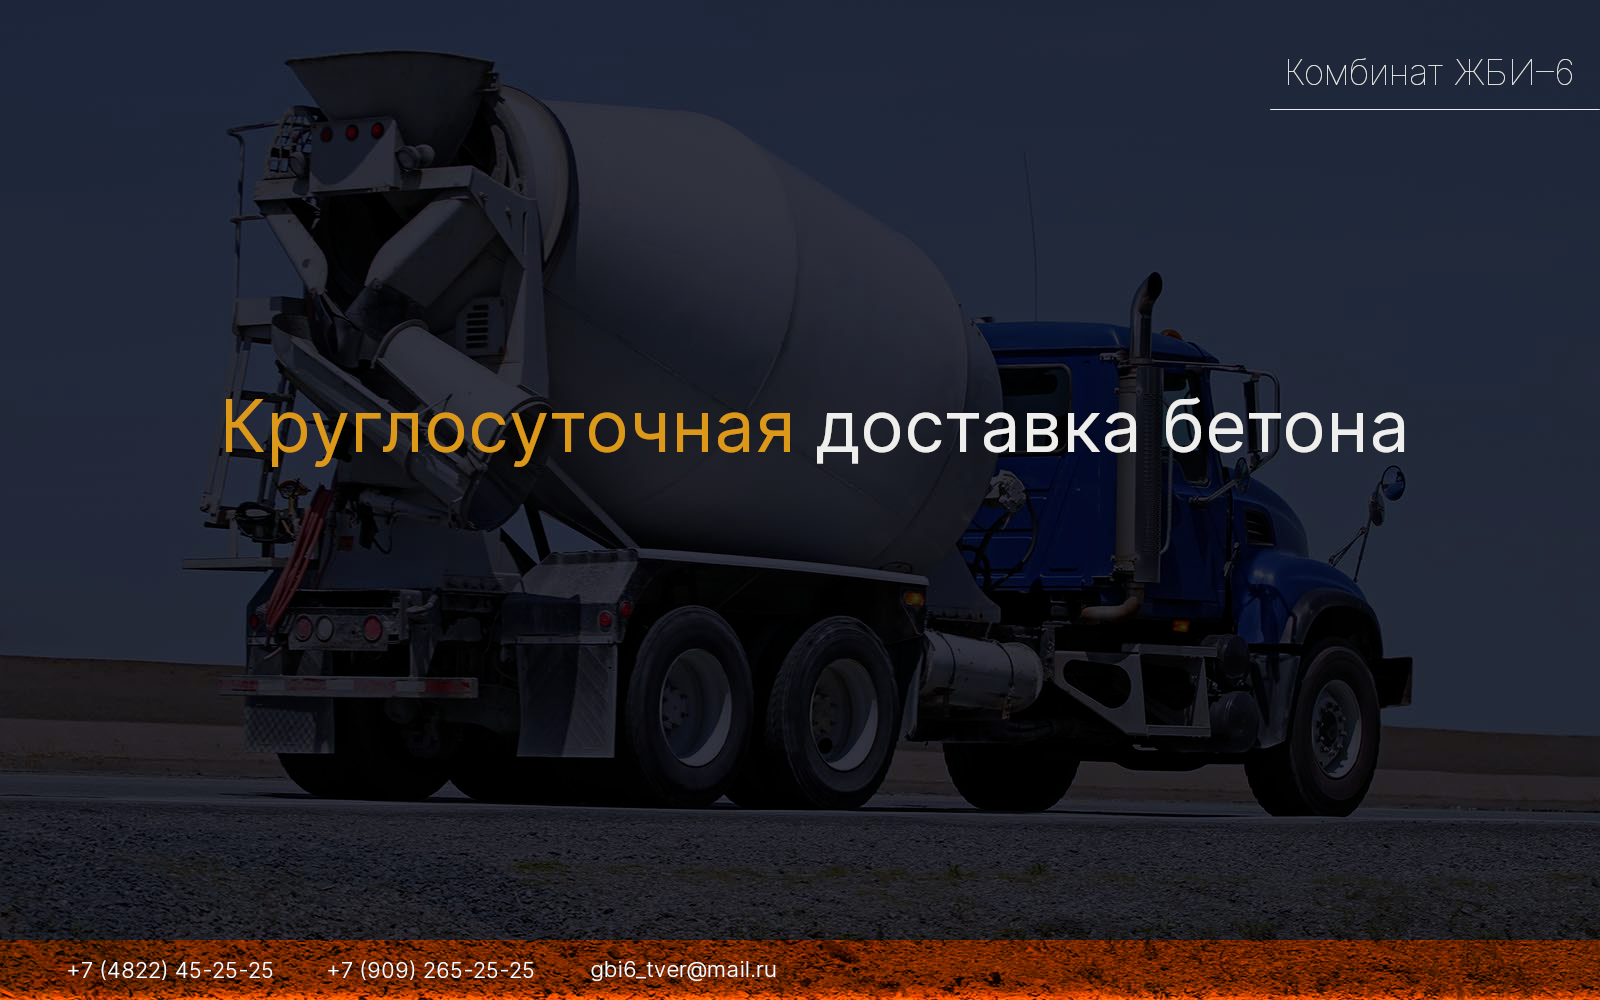 Комбинат ЖБИ–6
Круглосуточная доставка бетона
+7 (4822) 45-25-25 +7 (909) 265-25-25 gbi6_tver@mail.ru